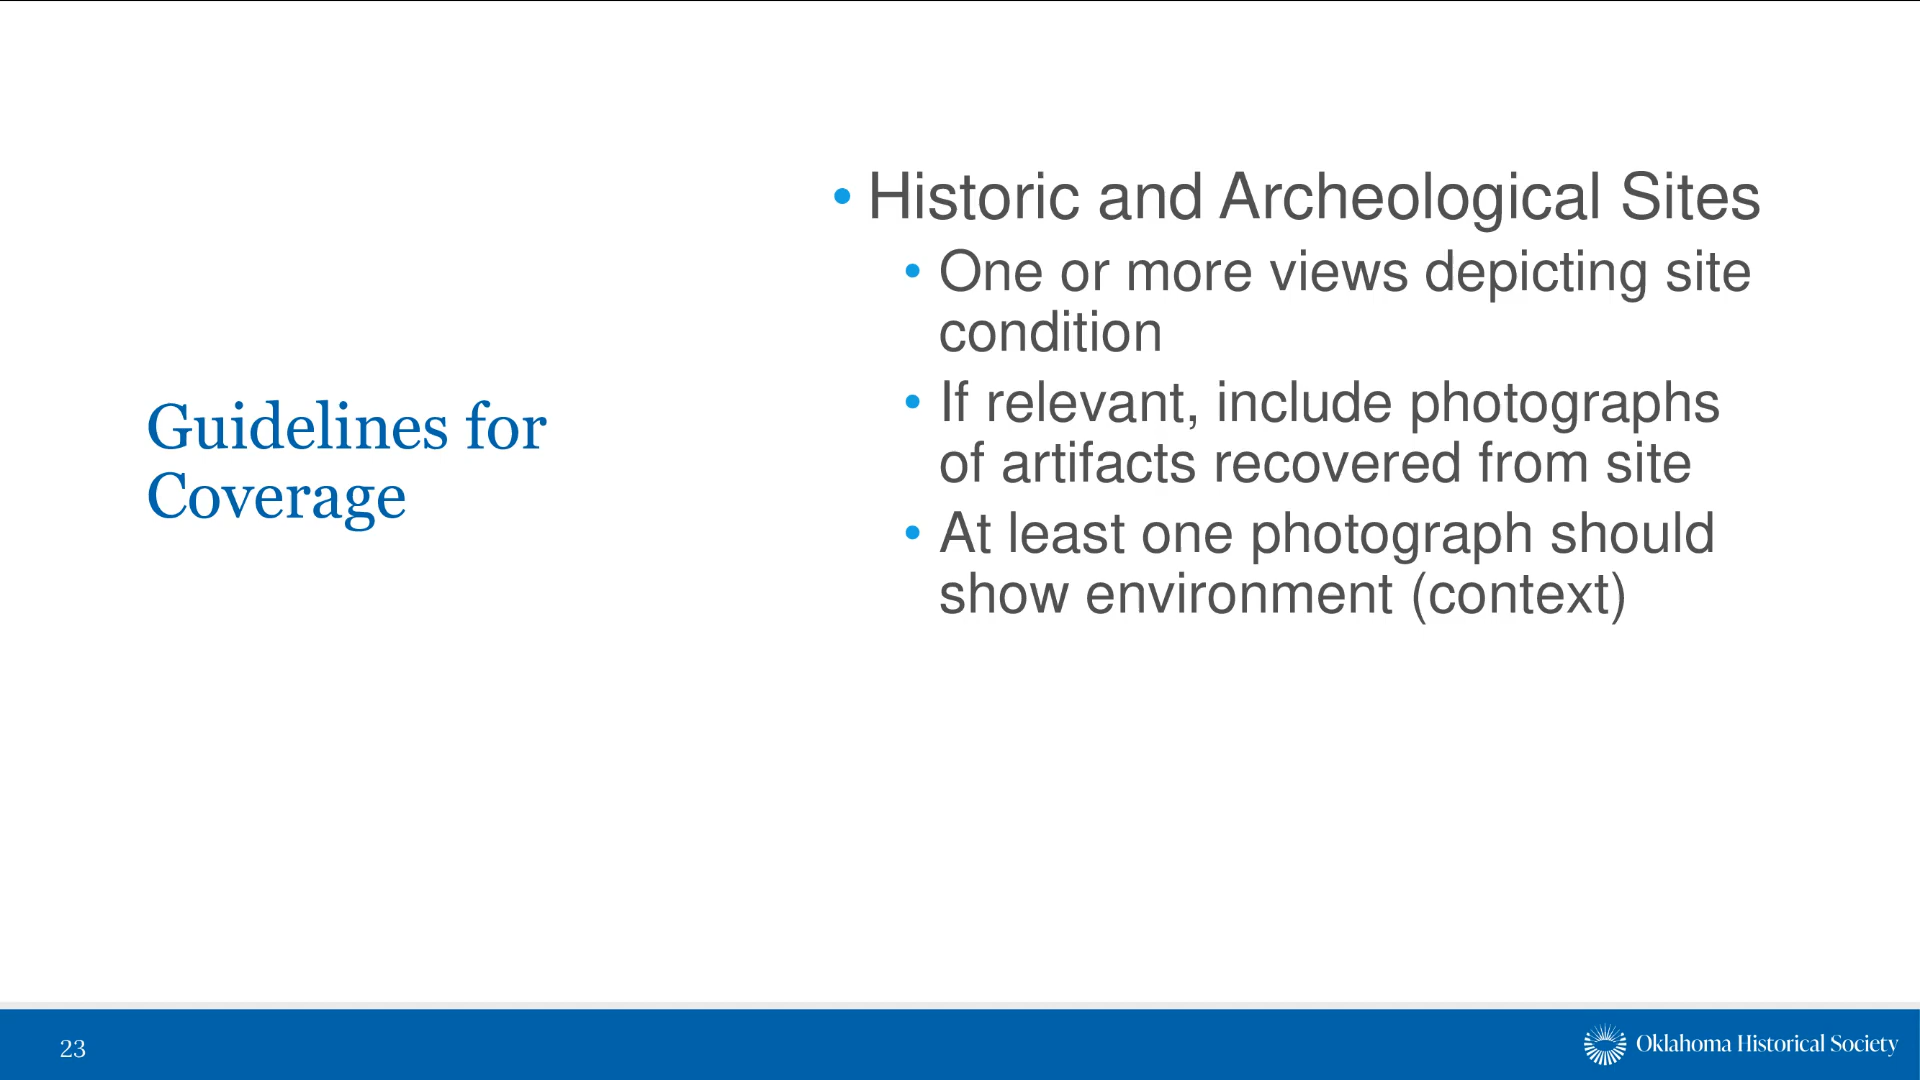 Guidelines for
Coverage
• Historic and Archeological Sites
• One or more views depicting site
condition
• If relevant, include photographs
of artifacts recovered from site
• At least one photograph should
show environment (context)
23
Oklahoma Historical Society